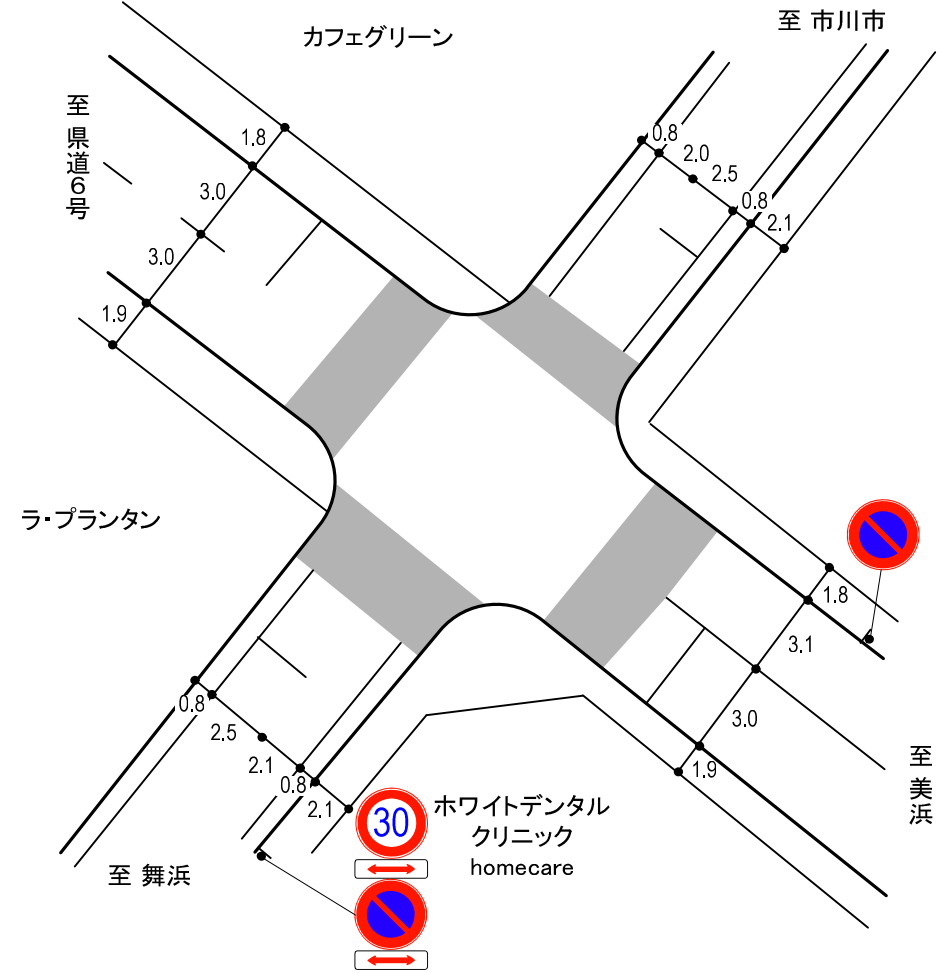 カフェグリーン
至 市川市
至 県道6号
1.8
3.0
3.0
1.9
0.8
2.0
2.5
0.8
2.1
ラ・プランタン
1.8
3.1
3.0
1.9
至 美浜
0.8
2.5
2.1
0.8
2.1
至 舞浜
30
ホワイトデンタル
クリニック
homecare